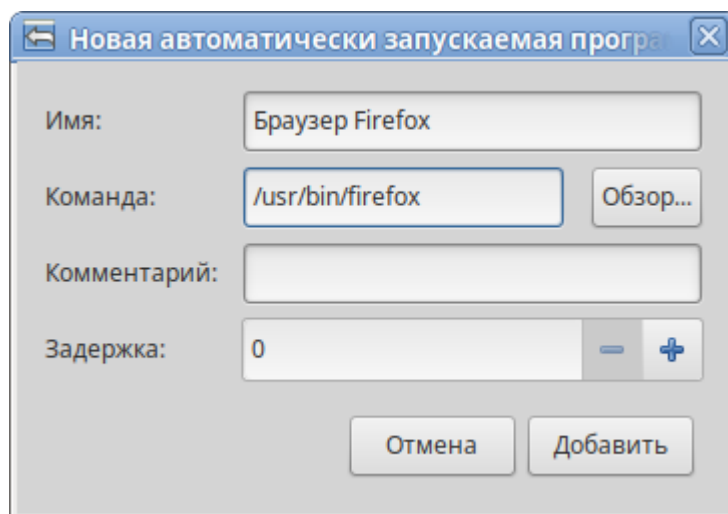 Новая автоматически запускаемая програ
Имя: Браузер Firefox
Команда: /usr/bin/firefox Обзор...
Комментарий:
Задержка: 0
Отмена Добавить